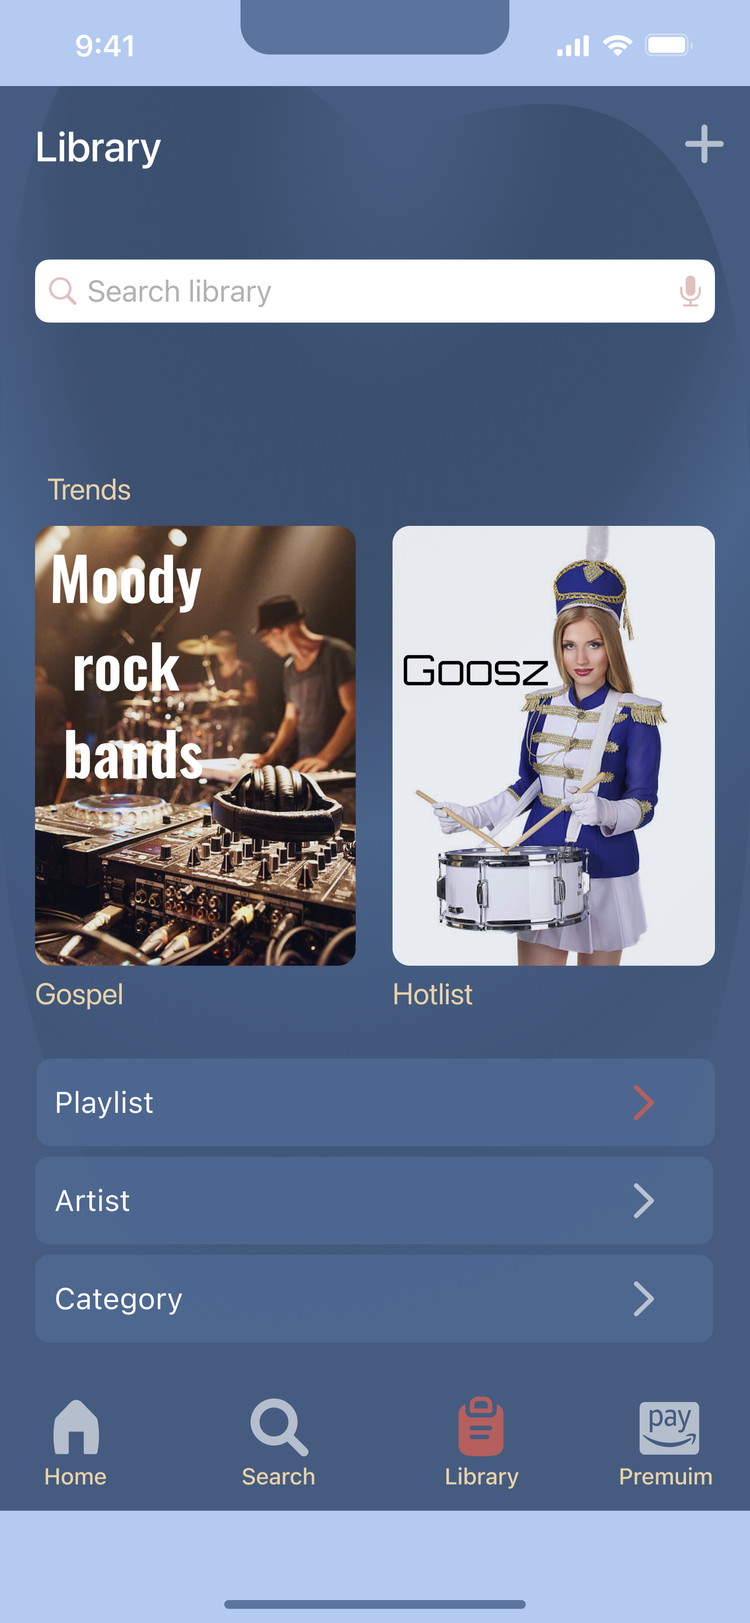 9:41
Library
Search library
Trends
Moody
rock
bands
Goosz
Gospel
Hotlist
Playlist
Artist
Category
pay
Home
Search
Library
Premuim